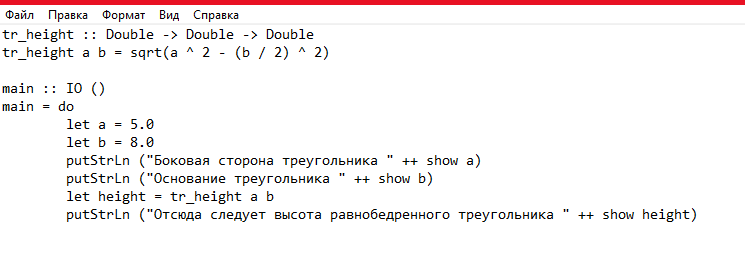 Файл Правка Формат Вид Справка
tr_height :: Double -> Double -> Double
tr_height a b = sqrt(a ^ 2 - (b / 2) ^ 2)

main :: IO ()
main = do
        let a = 5.0
        let b = 8.0
        putStrLn ("Боковая сторона треугольника " ++ show a)
        putStrLn ("Основание треугольника " ++ show b)
        let height = tr_height a b
        putStrLn ("Отсюда следует высота равнобедренного треугольника " ++ show height)